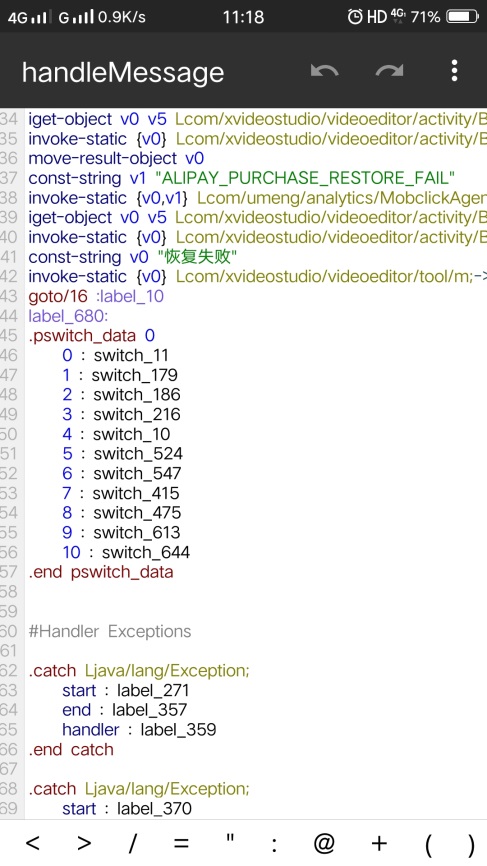 4G G 0.9K/s 11:18 HD 4G 71%
handleMessage
34 iget-object v0 v5 Lcom/xvideostudio/videoeditor/activity/B
35 invoke-static {v0} Lcom/xvideostudio/videoeditor/activity/B
36 move-result-object v0
37 const-string v1 "ALIPAY_PURCHASE_RESTORE_FAIL"
38 invoke-static {v0,v1} Lcom/umeng/analytics/MobclickAgen
39 iget-object v0 v5 Lcom/xvideostudio/videoeditor/activity/B
40 invoke-static {v0} Lcom/xvideostudio/videoeditor/activity/B
41 const-string v0 "恢复失败"
42 invoke-static {v0} Lcom/xvideostudio/videoeditor/tool/m;->
43 goto/16 :label_10
44 label_680:
45 .pswitch_data 0
46 0 : switch_11
47 1 : switch_179
48 2 : switch_186
49 3 : switch_216
50 4 : switch_10
51 5 : switch_524
52 6 : switch_547
53 7 : switch_415
54 8 : switch_475
55 9 : switch_613
56 10 : switch_644
57 .end pswitch_data
58
59
60 #Handler Exceptions
61
62 .catch Ljava/lang/Exception;
63 start : label_271
64 end : label_357
65 handler : label_359
66 .end catch
67
68 .catch Ljava/lang/Exception;
69 start : label_370
< > / = " : @ + ( )